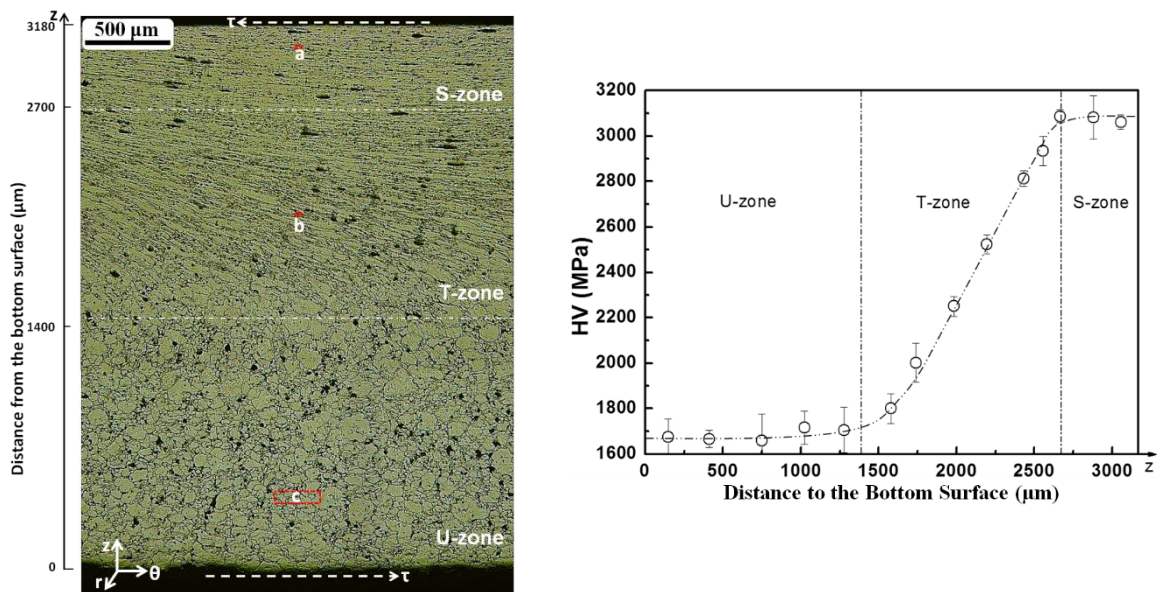 z
3180
500 µm
τ
a
S-zone
2700
b
T-zone
1400
c
U-zone
z
θ
r
τ
0
Distance from the bottom surface (µm)
3200
3000
2800
2600
2400
2200
2000
1800
1600
HV (MPa)
U-zone
T-zone
S-zone
0 500 1000 1500 2000 2500 3000 z
Distance to the Bottom Surface (µm)